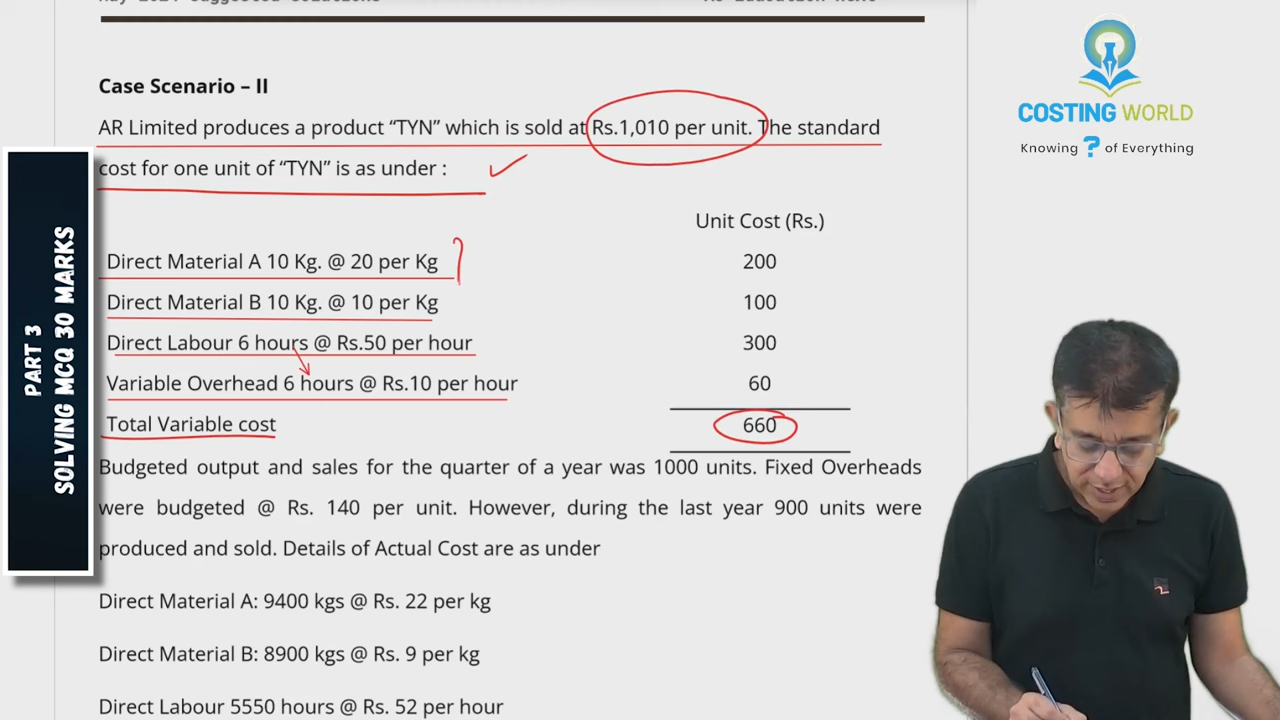 COSTING WORLD
Knowing ? of Everything
PART 3
SOLVING MCQ 30 MARKS
Case Scenario – II
AR Limited produces a product “TYN” which is sold at Rs.1,010 per unit. The standard
cost for one unit of “TYN” is as under :
Unit Cost (Rs.)
Direct Material A 10 Kg. @ 20 per Kg 200
Direct Material B 10 Kg. @ 10 per Kg 100
Direct Labour 6 hours @ Rs.50 per hour 300
Variable Overhead 6 hours @ Rs.10 per hour 60
Total Variable cost 660
Budgeted output and sales for the quarter of a year was 1000 units. Fixed Overheads
were budgeted @ Rs. 140 per unit. However, during the last year 900 units were
produced and sold. Details of Actual Cost are as under
Direct Material A: 9400 kgs @ Rs. 22 per kg
Direct Material B: 8900 kgs @ Rs. 9 per kg
Direct Labour 5550 hours @ Rs. 52 per hour